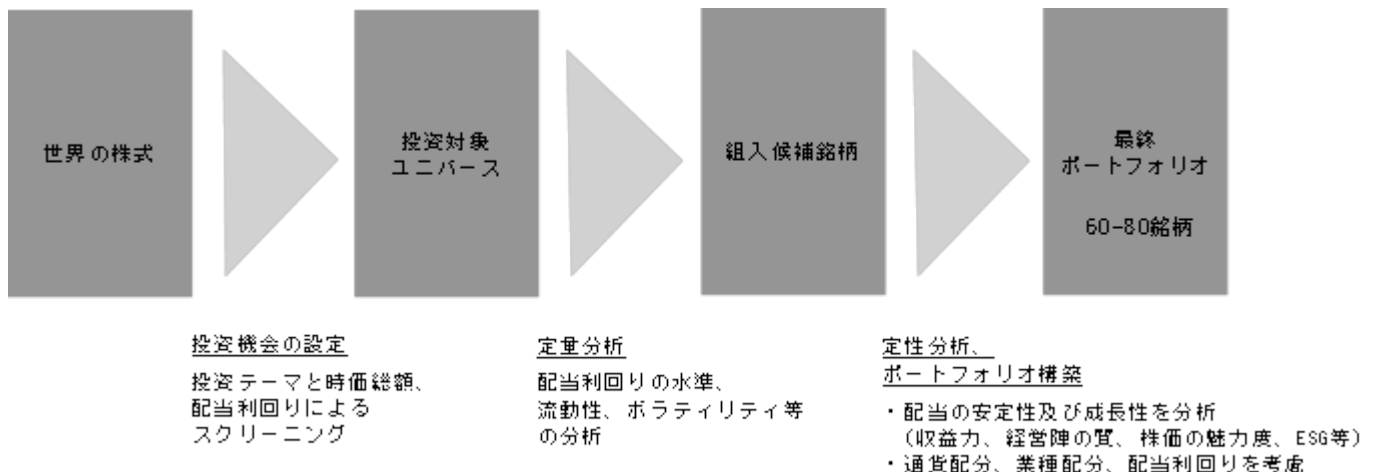 世界の株式
投資対象
ユニバース
組入候補銘柄
最終
ポートフォリオ
60-80銘柄
投資機会の設定
投資テーマと時価総額、
配当利回りによる
スクリーニング
定量分析
配当利回りの水準、
流動性、ボラティリティ等
の分析
定性分析、
ポートフォリオ構築
・配当の安定性及び成長性を分析
（収益力、経営陣の質、株価の魅力度、ESG等）
・通貨配分、業種配分、配当利回りを考慮